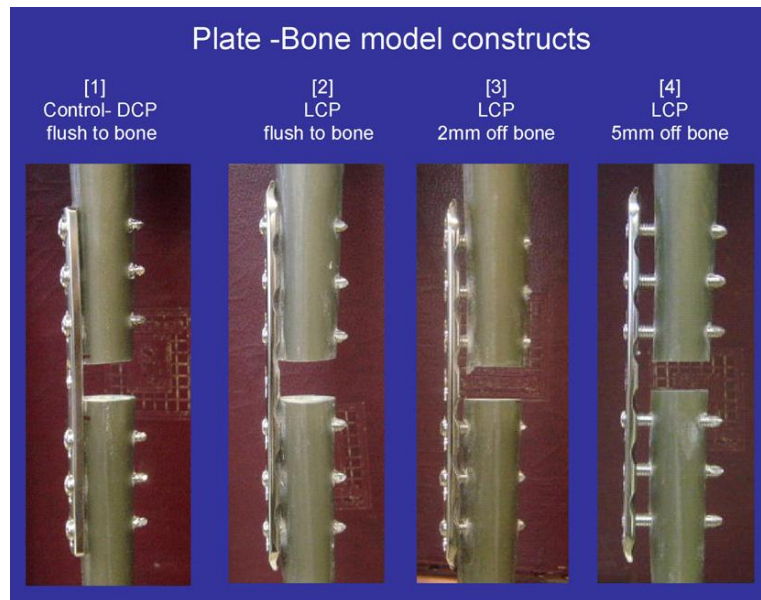 Plate -Bone model constructs
[1]
Control- DCP
flush to bone
[2]
LCP
flush to bone
[3]
LCP
2mm off bone
[4]
LCP
5mm off bone